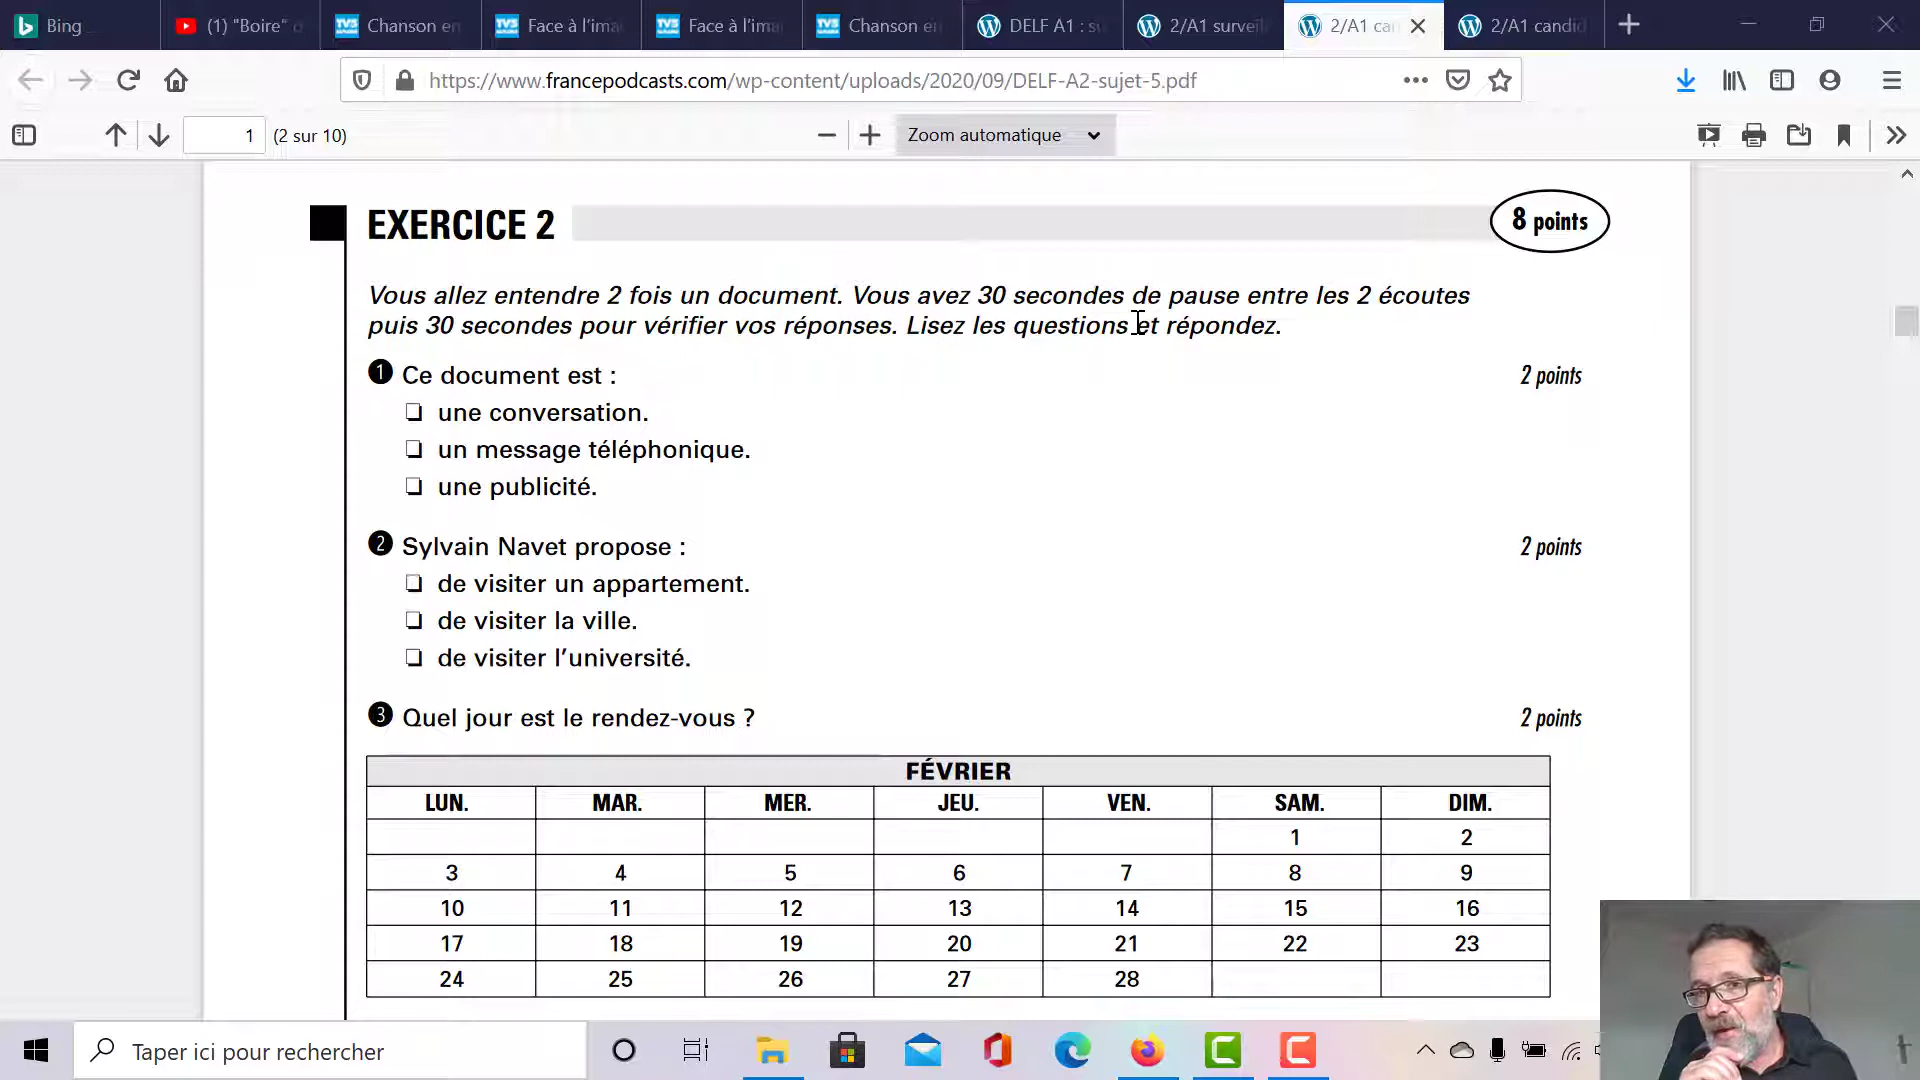 Bing
(1) "Boire" d
Chanson en
Face à l'ima
Face à l'ima
Chanson en
DELF A1 : su
2/A1 surveil
2/A1 can
2/A1 candid
https://www.francepodcasts.com/wp-content/uploads/2020/09/DELF-A2-sujet-5.pdf
1 (2 sur 10)
Zoom automatique
EXERCICE 2
8 points
Vous allez entendre 2 fois un document. Vous avez 30 secondes de pause entre les 2 écoutes
puis 30 secondes pour vérifier vos réponses. Lisez les questions et répondez.
1 Ce document est : 2 points
une conversation.
un message téléphonique.
une publicité.
2 Sylvain Navet propose : 2 points
de visiter un appartement.
de visiter la ville.
de visiter l'université.
3 Quel jour est le rendez-vous ? 2 points
FÉVRIER
LUN. MAR. MER. JEU. VEN. SAM. DIM.
1 2
3 4 5 6 7 8 9
10 11 12 13 14 15 16
17 18 19 20 21 22 23
24 25 26 27 28
Taper ici pour rechercher